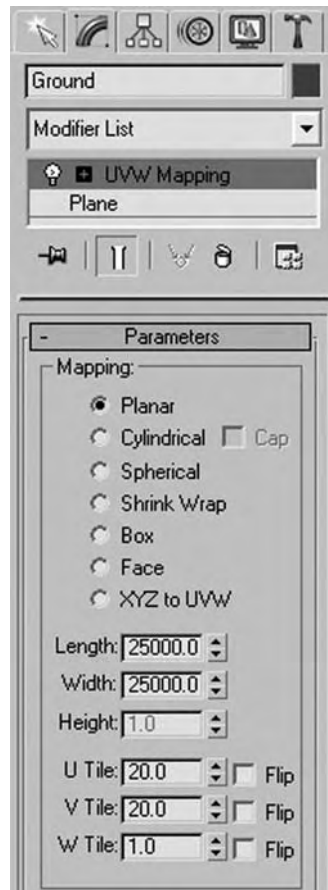 Ground
Modifier List
UVW Mapping
Plane
- Parameters
Mapping:
Planar
Cylindrical Cap
Spherical
Shrink Wrap
Box
Face
XYZ to UVW
Length: 25000.0
Width: 25000.0
Height: 1.0
U Tile: 20.0 Flip
V Tile: 20.0 Flip
W Tile: 1.0 Flip